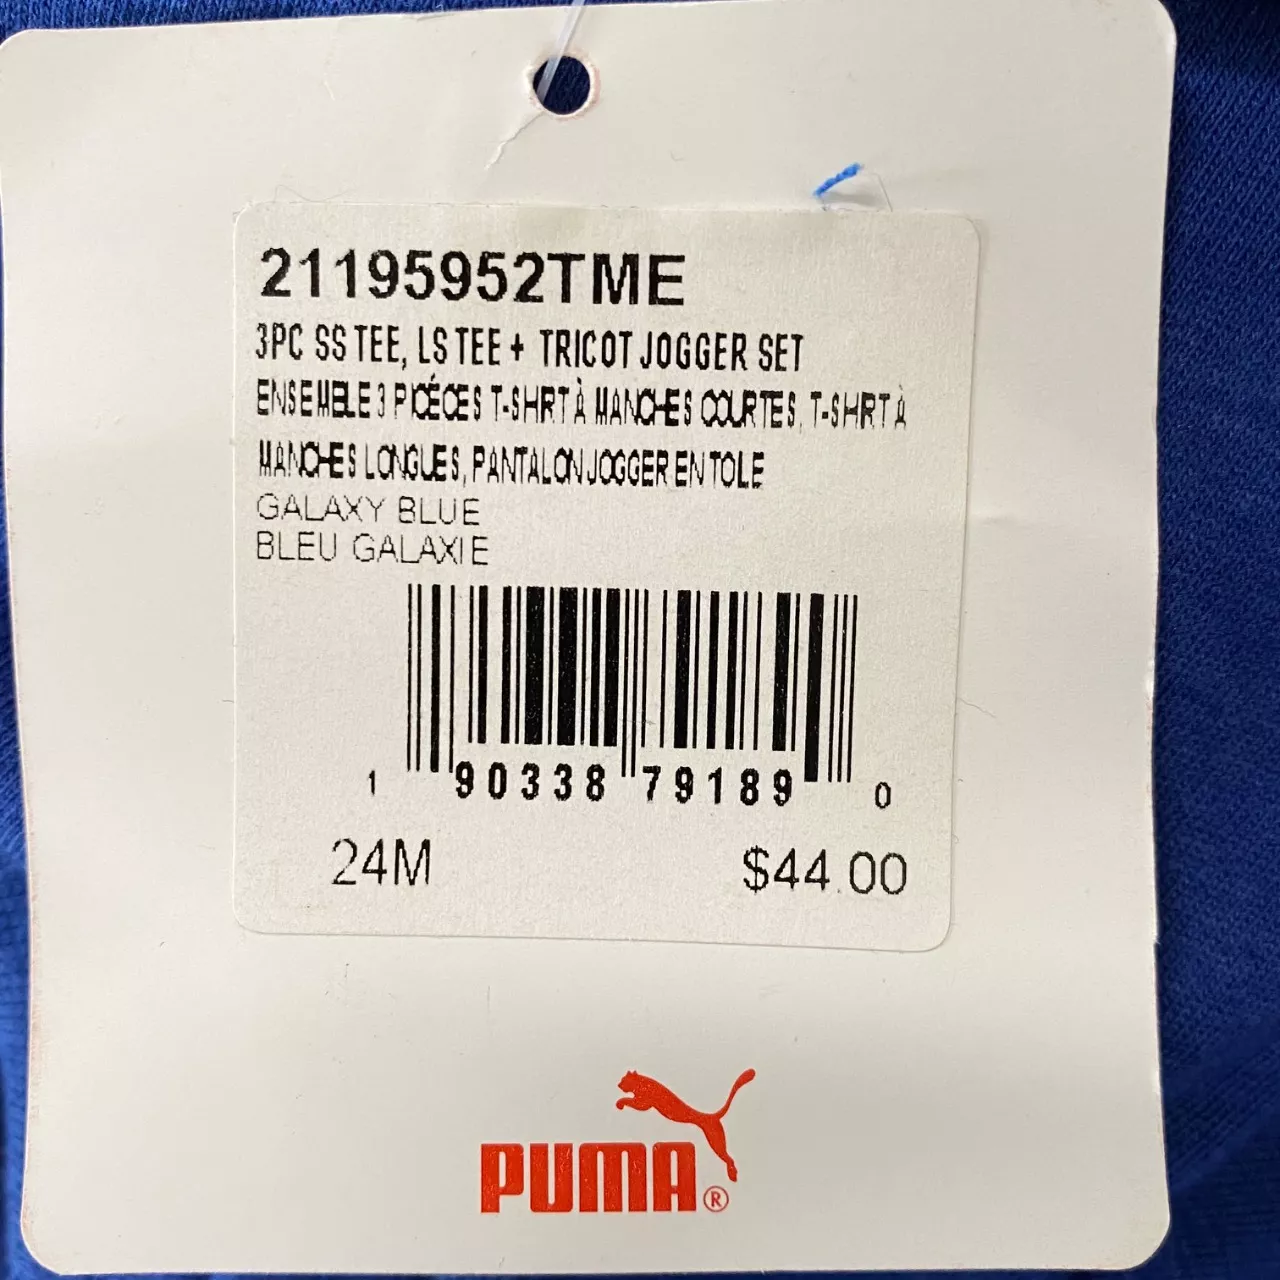 21195952TME
3PC SS TEE, LS TEE + TRICOT JOGGER SET
ENSEMBLE 3 PICÉCES T-SHIRT À MANCHES COURTES, T-SHIRT À
MANCHES LONGUES, PANTALON JOGGER EN TOLE
GALAXY BLUE
BLEU GALAXIE
1 90338 79189 0
24M $44.00
PUMA®